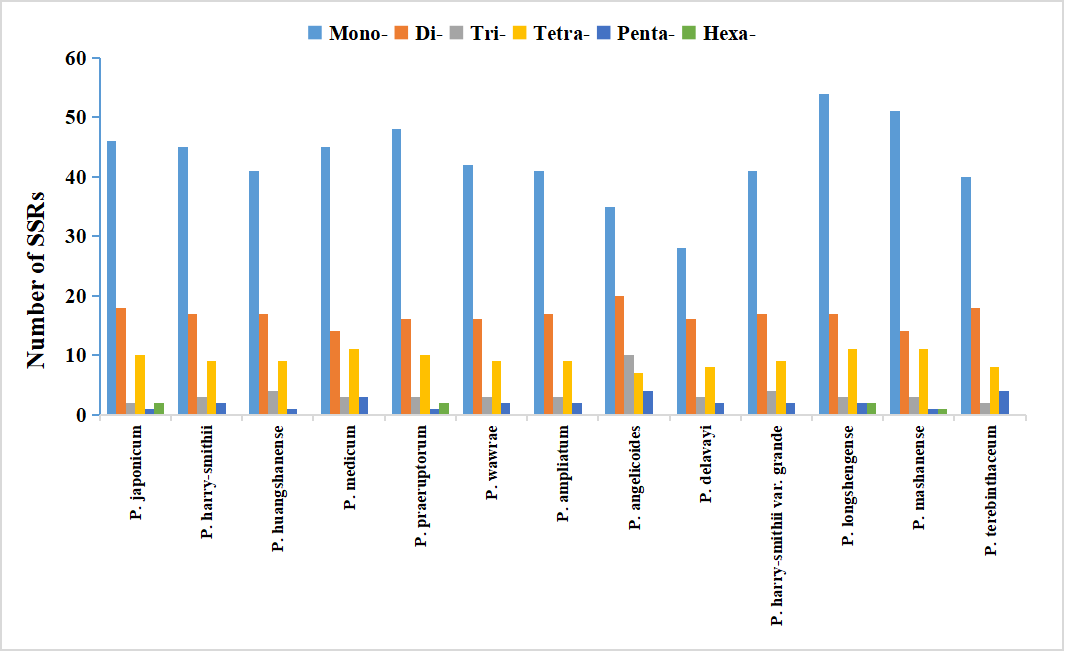 Mono- Di- Tri- Tetra- Penta- Hexa-
Number of SSRs
60
50
40
30
20
10
0
P. japonicum
P. harry-smithii
P. huangshanense
P. medicum
P. praeruptorum
P. wawrae
P. ampliatum
P. angelicoides
P. delavayi
P. harry-smithii var. grande
P. longshengense
P. mashanense
P. terebinthaceum